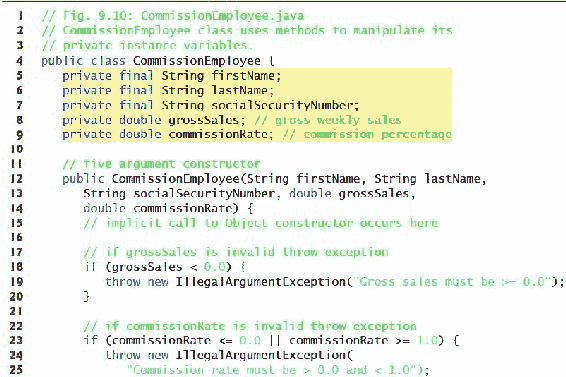 1 // Fig. 9.10: CommissionEmployee.java
2 // CommissionEmployee class uses methods to manipulate its
3 // private instance variables.
4 public class CommissionEmployee {
5 private final String firstName;
6 private final String lastName;
7 private final String socialSecurityNumber;
8 private double grossSales; // gross weekly sales
9 private double commissionRate; // commission percentage
10
11 // five argument constructor
12 public CommissionEmployee(String firstName, String lastName,
13 String socialSecurityNumber, double grossSales,
14 double commissionRate) {
15 // implicit call to Object constructor occurs here
16
17 // if grossSales is invalid throw exception
18 if (grossSales < 0.0) {
19 throw new IllegalArgumentException("Gross sales must be >= 0.0");
20 }
21
22 // if commissionRate is invalid throw exception
23 if (commissionRate <= 0.0 || commissionRate >= 1.0) {
24 throw new IllegalArgumentException(
25 "Commission rate must be > 0.0 and < 1.0");